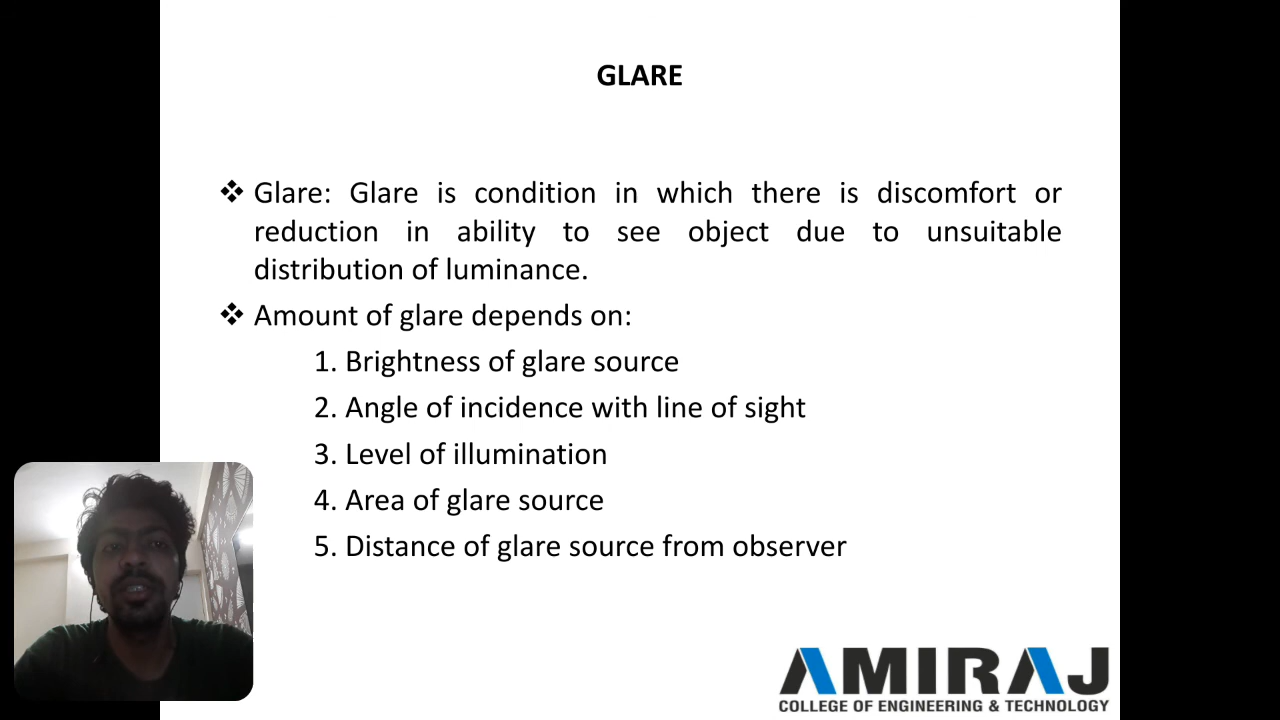 GLARE
❖ Glare: Glare is condition in which there is discomfort or
reduction in ability to see object due to unsuitable
distribution of luminance.
❖ Amount of glare depends on:
1. Brightness of glare source
2. Angle of incidence with line of sight
3. Level of illumination
4. Area of glare source
5. Distance of glare source from observer
AMIRAJ
COLLEGE OF ENGINEERING & TECHNOLOGY